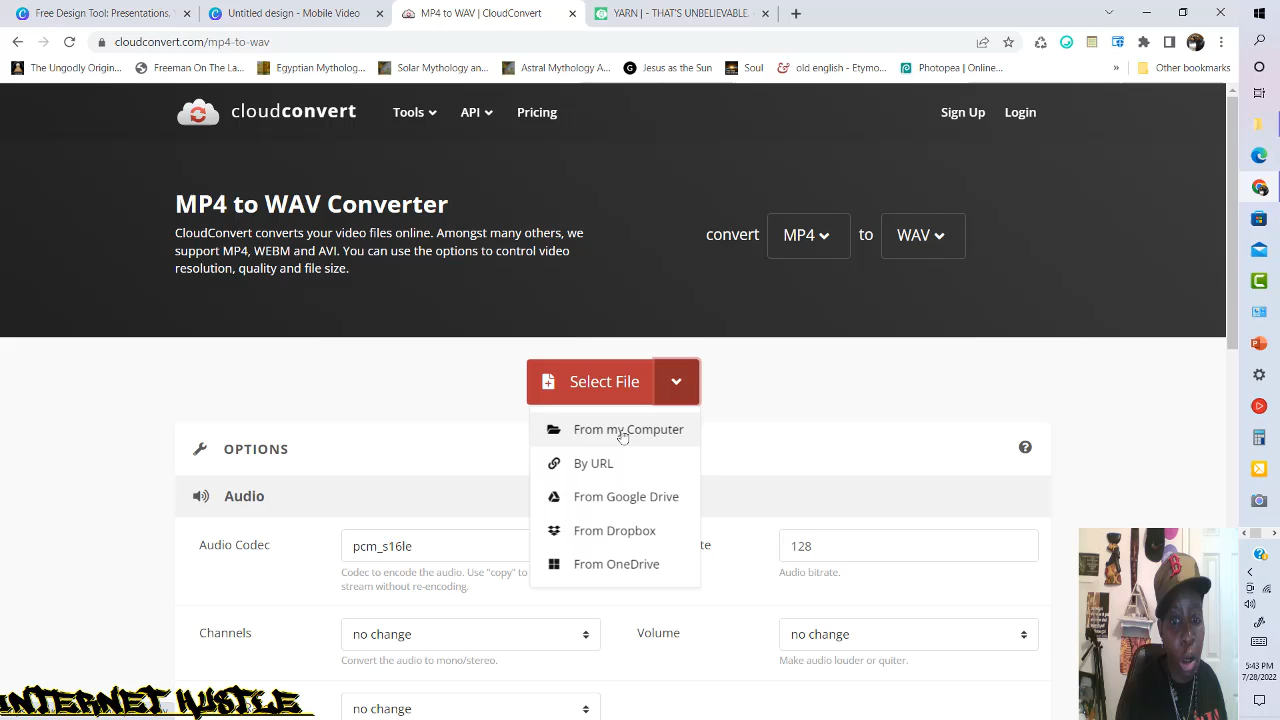 Free Design Tool: Presentations, V
Untitled design - Mobile Video
MP4 to WAV | CloudConvert
YARN | - THAT'S UNBELIEVABLE. -
cloudconvert.com/mp4-to-wav
The Ungodly Origin...
Freeman On The La...
Egyptian Mytholog...
Solar Mythology an...
Astral Mythology A...
Jesus as the Sun
Soul
old english - Etymo...
Photopea | Online...
»
Other bookmarks
cloudconvert
Tools
API
Pricing
Sign Up
Login
MP4 to WAV Converter
CloudConvert converts your video files online. Amongst many others, we
support MP4, WEBM and AVI. You can use the options to control video
resolution, quality and file size.
convert MP4 to WAV
Select File
From my Computer
By URL
From Google Drive
From Dropbox
From OneDrive
OPTIONS
Audio
Audio Codec
pcm_s16le
Codec to encode the audio. Use "copy" to
stream without re-encoding.
te
128
Audio bitrate.
Channels
no change
Convert the audio to mono/stereo.
Volume
no change
Make audio louder or quiter.
no change
INTERNET HUSTLE
5:43 PM
7/28/2022